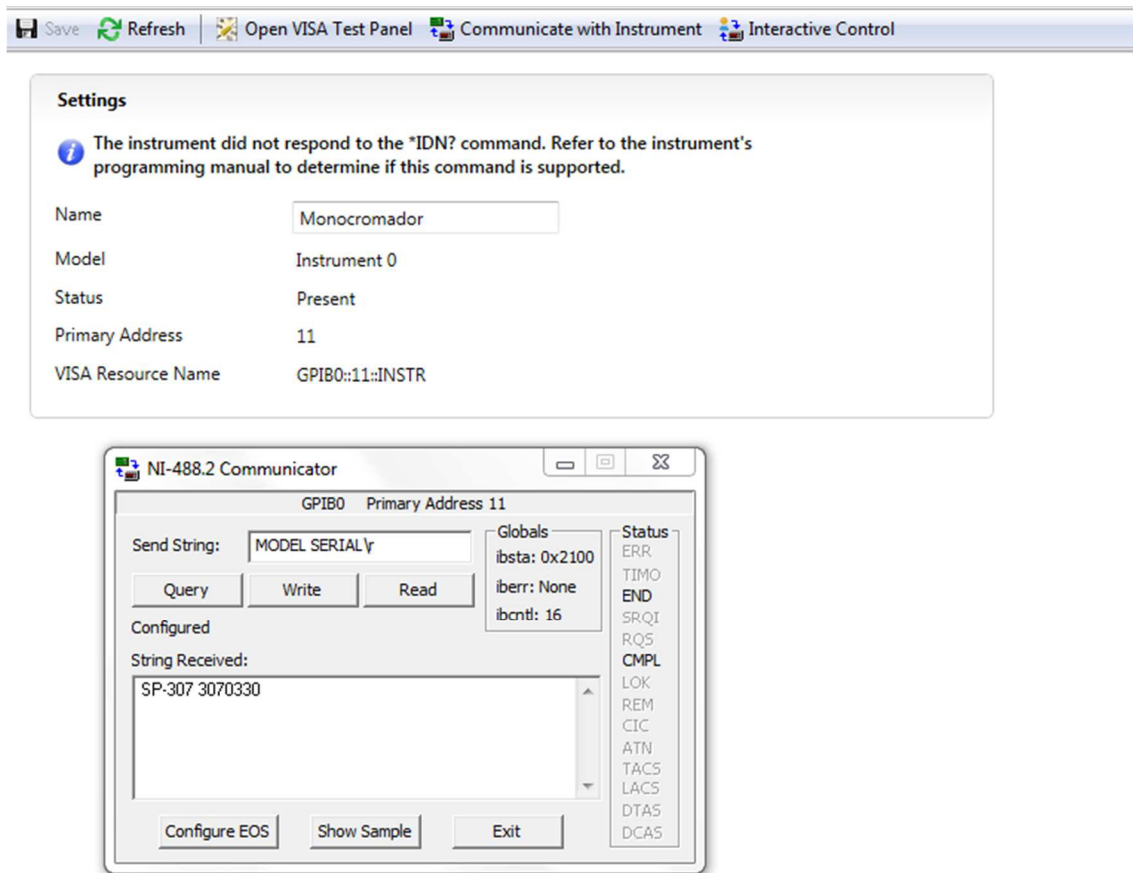 Save Refresh Open VISA Test Panel Communicate with Instrument Interactive Control
Settings
The instrument did not respond to the *IDN? command. Refer to the instrument's
programming manual to determine if this command is supported.
Name Monocromador
Model Instrument 0
Status Present
Primary Address 11
VISA Resource Name GPIB0::11::INSTR
NI-488.2 Communicator
GPIB0 Primary Address 11
Send String: MODEL SERIAL\r
Query Write Read
Configured
String Received:
SP-307 3070330
Configure EOS Show Sample Exit
Globals
ibsta: 0x2100
iberr: None
ibcntl: 16
Status
ERR
TIMO
END
SRQI
RQS
CMPL
LOK
REM
CIC
ATN
TACS
LACS
DTAS
DCAS